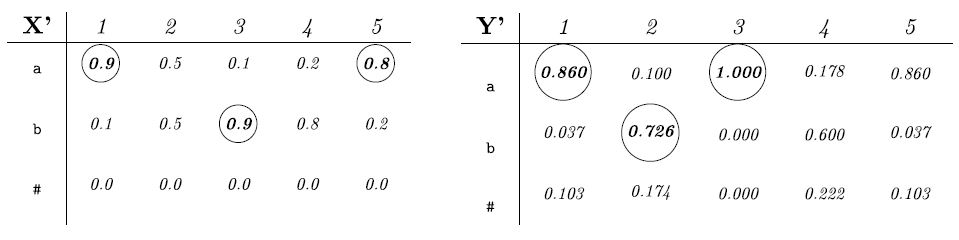 X' 1 2 3 4 5
a 0.9 0.5 0.1 0.2 0.8
b 0.1 0.5 0.9 0.8 0.2
# 0.0 0.0 0.0 0.0 0.0
Y' 1 2 3 4 5
a 0.860 0.100 1.000 0.178 0.860
b 0.037 0.726 0.000 0.600 0.037
# 0.103 0.174 0.000 0.222 0.103